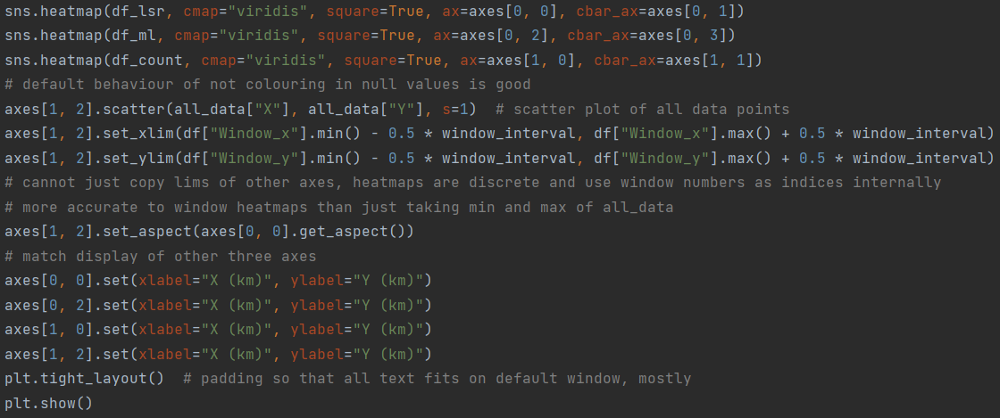 sns.heatmap(df_lsr, cmap="viridis", square=True, ax=axes[0, 0], cbar_ax=axes[0, 1])
sns.heatmap(df_ml, cmap="viridis", square=True, ax=axes[0, 2], cbar_ax=axes[0, 3])
sns.heatmap(df_count, cmap="viridis", square=True, ax=axes[1, 0], cbar_ax=axes[1, 1])
# default behaviour of not colouring in null values is good
axes[1, 2].scatter(all_data["X"], all_data["Y"], s=1)  # scatter plot of all data points
axes[1, 2].set_xlim(df["Window_x"].min() - 0.5 * window_interval, df["Window_x"].max() + 0.5 * window_interval)
axes[1, 2].set_ylim(df["Window_y"].min() - 0.5 * window_interval, df["Window_y"].max() + 0.5 * window_interval)
# cannot just copy lims of other axes, heatmaps are discrete and use window numbers as indices internally
# more accurate to window heatmaps than just taking min and max of all_data
axes[1, 2].set_aspect(axes[0, 0].get_aspect())
# match display of other three axes
axes[0, 0].set(xlabel="X (km)", ylabel="Y (km)")
axes[0, 2].set(xlabel="X (km)", ylabel="Y (km)")
axes[1, 0].set(xlabel="X (km)", ylabel="Y (km)")
axes[1, 2].set(xlabel="X (km)", ylabel="Y (km)")
plt.tight_layout()  # padding so that all text fits on default window, mostly
plt.show()